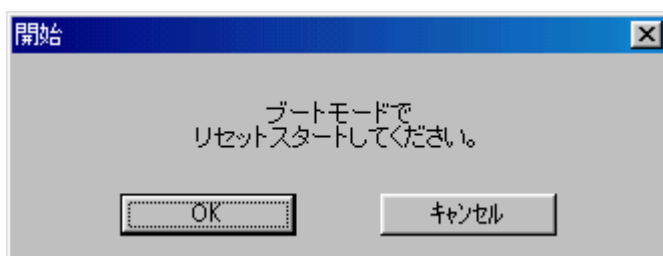 開始
ブートモードで
リセットスタートしてください。
OK
キャンセル